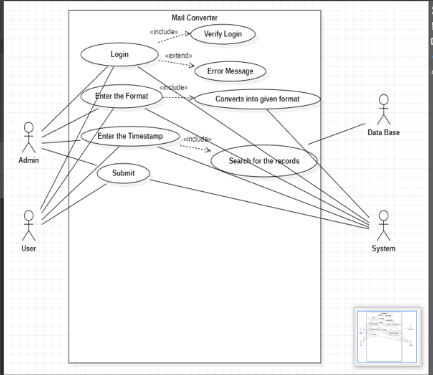 Mail Converter
«include»
Verify Login
Login
«extend»
Error Message
«include»
Enter the Format
Converts into given format
Data Base
Enter the Timestamp
«include»
Admin
Search for the records
Submit
User
System